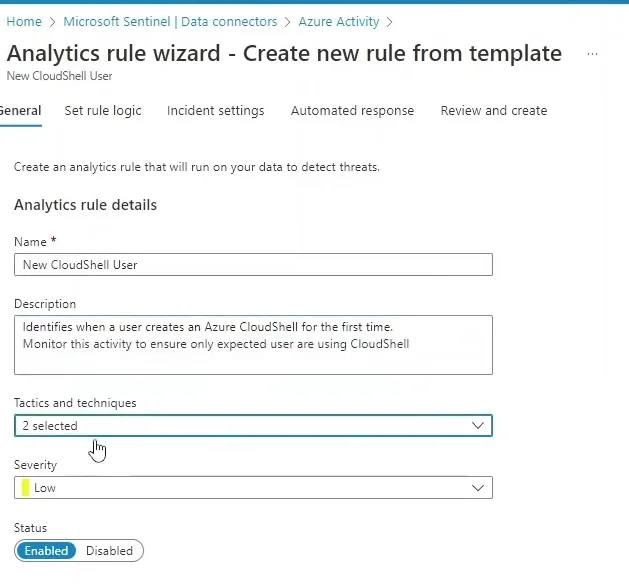 Home > Microsoft Sentinel | Data connectors > Azure Activity >
Analytics rule wizard - Create new rule from template ...
New CloudShell User
General Set rule logic Incident settings Automated response Review and create
Create an analytics rule that will run on your data to detect threats.
Analytics rule details
Name *
New CloudShell User
Description
Identifies when a user creates an Azure CloudShell for the first time.
Monitor this activity to ensure only expected user are using CloudShell
Tactics and techniques
2 selected
Severity
Low
Status
Enabled Disabled